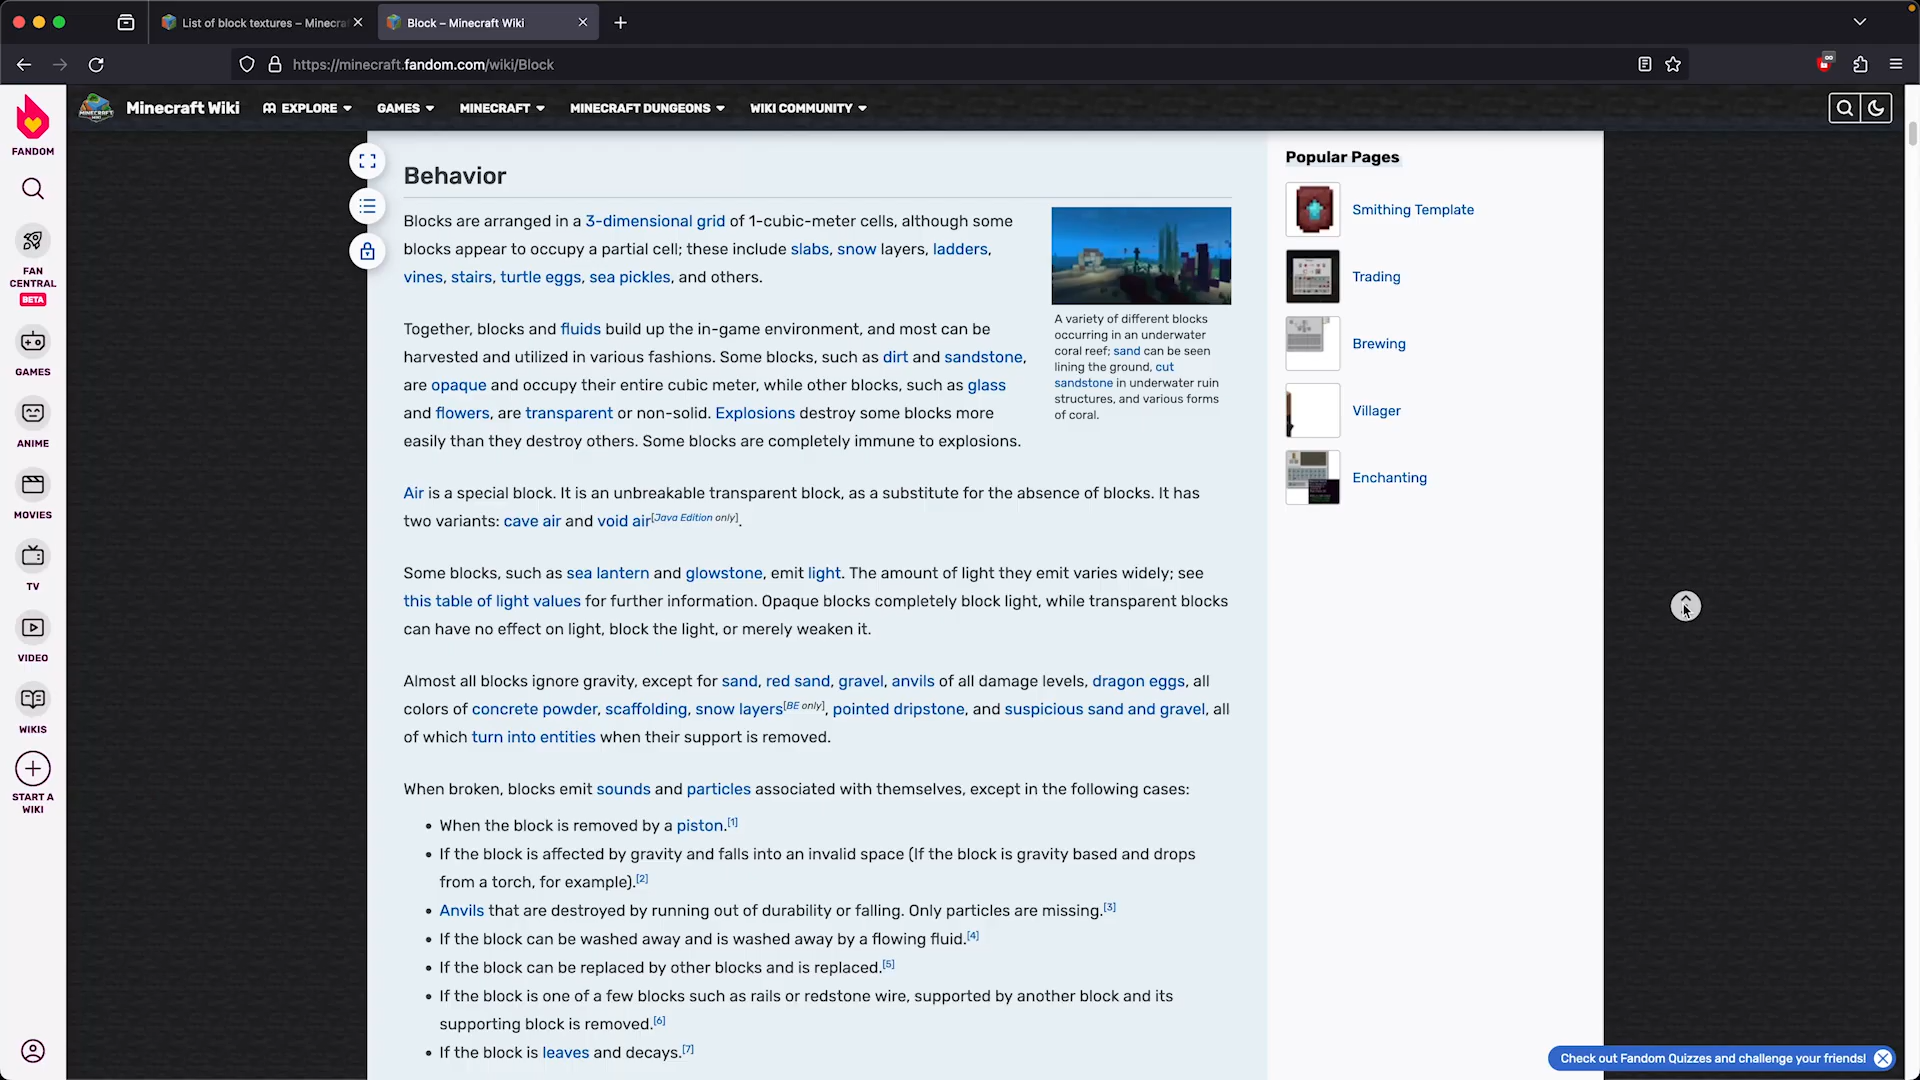 List of block textures – Minecra
Block – Minecraft Wiki
https://minecraft.fandom.com/wiki/Block
Minecraft Wiki
EXPLORE
GAMES
MINECRAFT
MINECRAFT DUNGEONS
WIKI COMMUNITY
FANDOM
FAN
CENTRAL
BETA
GAMES
ANIME
MOVIES
TV
VIDEO
WIKIS
START A
WIKI
Behavior
Blocks are arranged in a 3-dimensional grid of 1-cubic-meter cells, although some
blocks appear to occupy a partial cell; these include slabs, snow layers, ladders,
vines, stairs, turtle eggs, sea pickles, and others.
Together, blocks and fluids build up the in-game environment, and most can be
harvested and utilized in various fashions. Some blocks, such as dirt and sandstone,
are opaque and occupy their entire cubic meter, while other blocks, such as glass
and flowers, are transparent or non-solid. Explosions destroy some blocks more
easily than they destroy others. Some blocks are completely immune to explosions.
A variety of different blocks
occurring in an underwater
coral reef; sand can be seen
lining the ground, cut
sandstone in underwater ruin
structures, and various forms
of coral.
Air is a special block. It is an unbreakable transparent block, as a substitute for the absence of blocks. It has
two variants: cave air and void air[Java Edition only].
Some blocks, such as sea lantern and glowstone, emit light. The amount of light they emit varies widely; see
this table of light values for further information. Opaque blocks completely block light, while transparent blocks
can have no effect on light, block the light, or merely weaken it.
Almost all blocks ignore gravity, except for sand, red sand, gravel, anvils of all damage levels, dragon eggs, all
colors of concrete powder, scaffolding, snow layers[BE only], pointed dripstone, and suspicious sand and gravel, all
of which turn into entities when their support is removed.
When broken, blocks emit sounds and particles associated with themselves, except in the following cases:
• When the block is removed by a piston.[1]
• If the block is affected by gravity and falls into an invalid space (If the block is gravity based and drops
from a torch, for example).[2]
• Anvils that are destroyed by running out of durability or falling. Only particles are missing.[3]
• If the block can be washed away and is washed away by a flowing fluid.[4]
• If the block can be replaced by other blocks and is replaced.[5]
• If the block is one of a few blocks such as rails or redstone wire, supported by another block and its
supporting block is removed.[6]
• If the block is leaves and decays.[7]
Popular Pages
Smithing Template
Trading
Brewing
Villager
Enchanting
Check out Fandom Quizzes and challenge your friends!